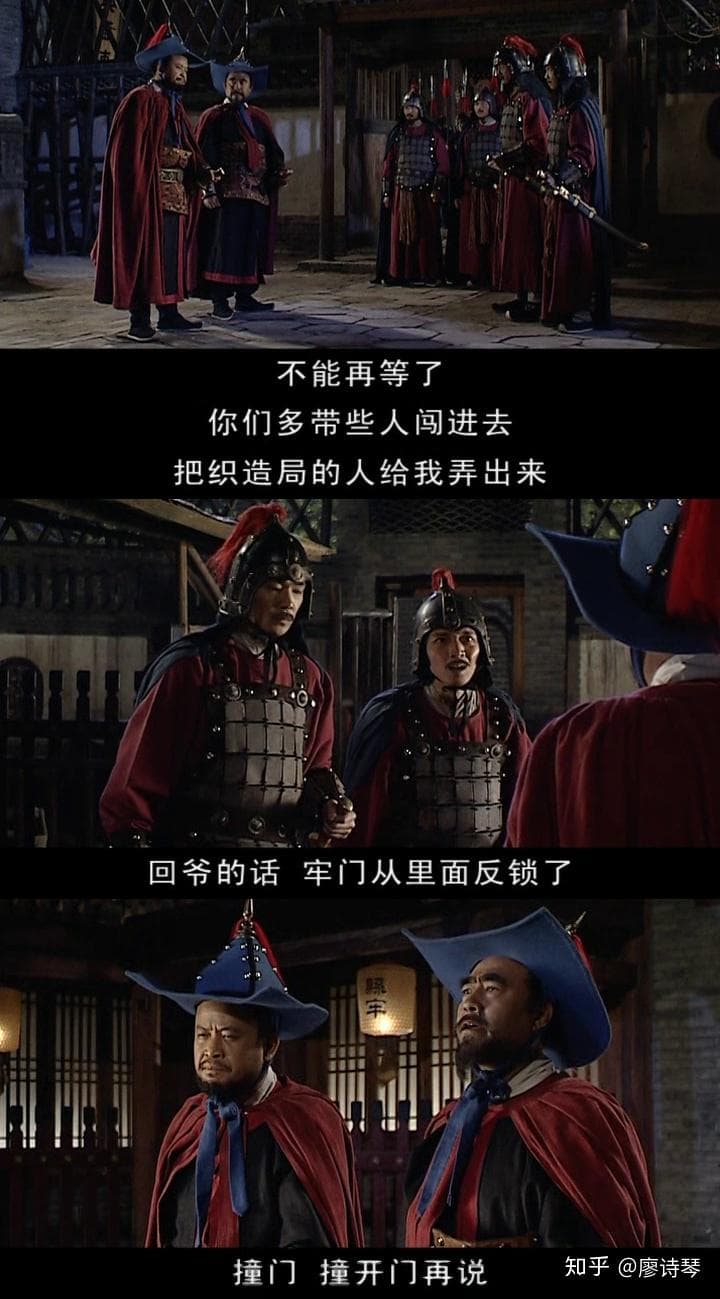 不能再等了
你们多带些人闯进去
把织造局的人给我弄出来
回爷的话 牢门从里面反锁了
縣牢
撞门 撞开门再说
知乎 @廖诗琴